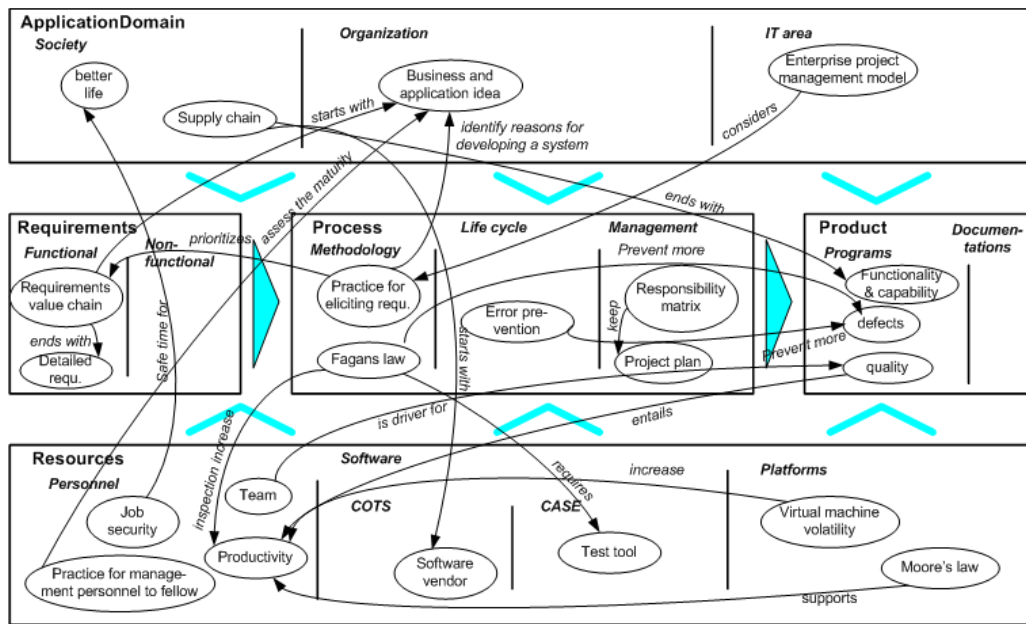 ApplicationDomain
Society
Organization
IT area
better
life
Business and
application idea
Enterprise project
management model
Supply chain
starts with
identify reasons for
developing a system
considers
assess the maturity
ends with
Requirements
Process
Product
Functional
Non-
functional
prioritizes
Methodology
Life cycle
Management
Programs
Documen-
tations
Prevent more
Requirements
value chain
Practice for
eliciting requ.
Responsibility
matrix
Functionality
& capability
Error pre-
vention
keep
defects
ends with
Detailed
requ.
Fagans law
Project plan
Prevent more
quality
Safe time for
starts with
is driver for
entails
Resources
Personnel
Software
Platforms
inspection increase
increase
requires
Team
COTS
CASE
Job
security
Virtual machine
volatility
Productivity
Test tool
Software
vendor
Practice for manage-
ment personnel to fellow
Moore's law
supports